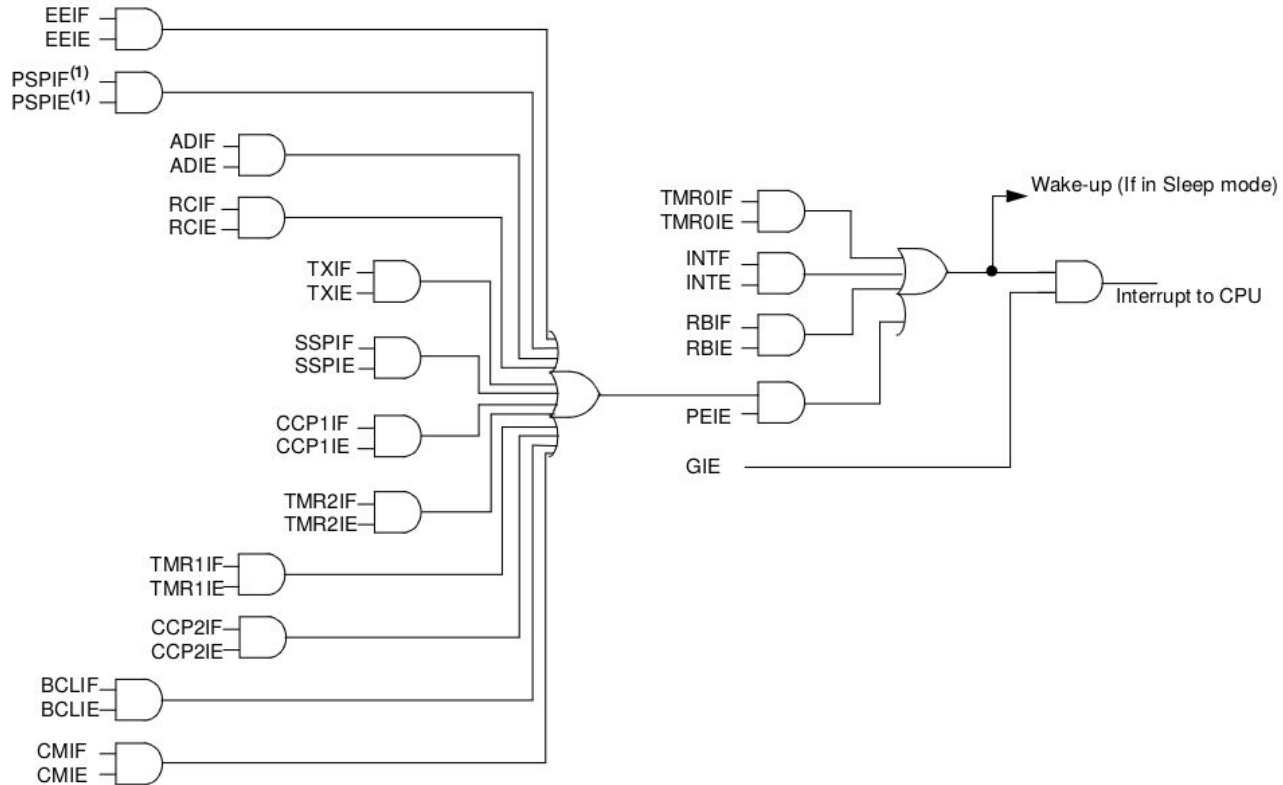 EEIF
EEIE
PSPIF(1)
PSPIE(1)
ADIF
ADIE
RCIF
RCIE
TXIF
TXIE
SSPIF
SSPIE
CCP1IF
CCP1IE
TMR2IF
TMR2IE
TMR1IF
TMR1IE
CCP2IF
CCP2IE
BCLIF
BCLIE
CMIF
CMIE
TMR0IF
TMR0IE
INTF
INTE
RBIF
RBIE
PEIE
GIE
Wake-up (If in Sleep mode)
Interrupt to CPU